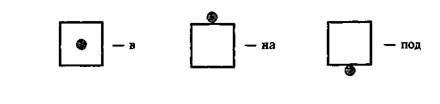 — в — на — под